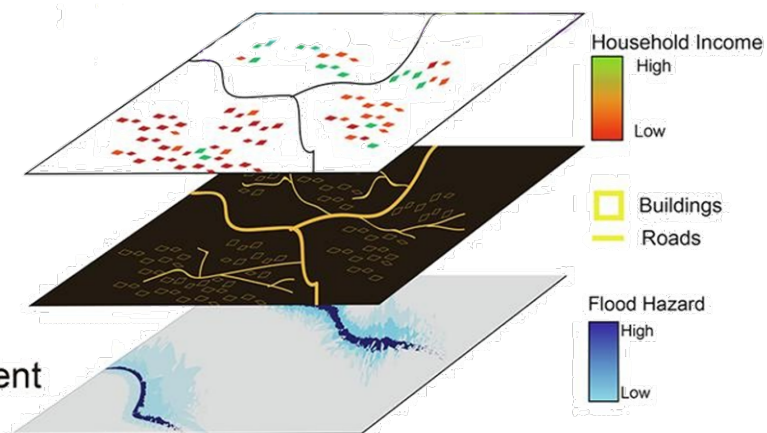 Household Income
High
Low
Buildings
Roads
Flood Hazard
High
Low
ent